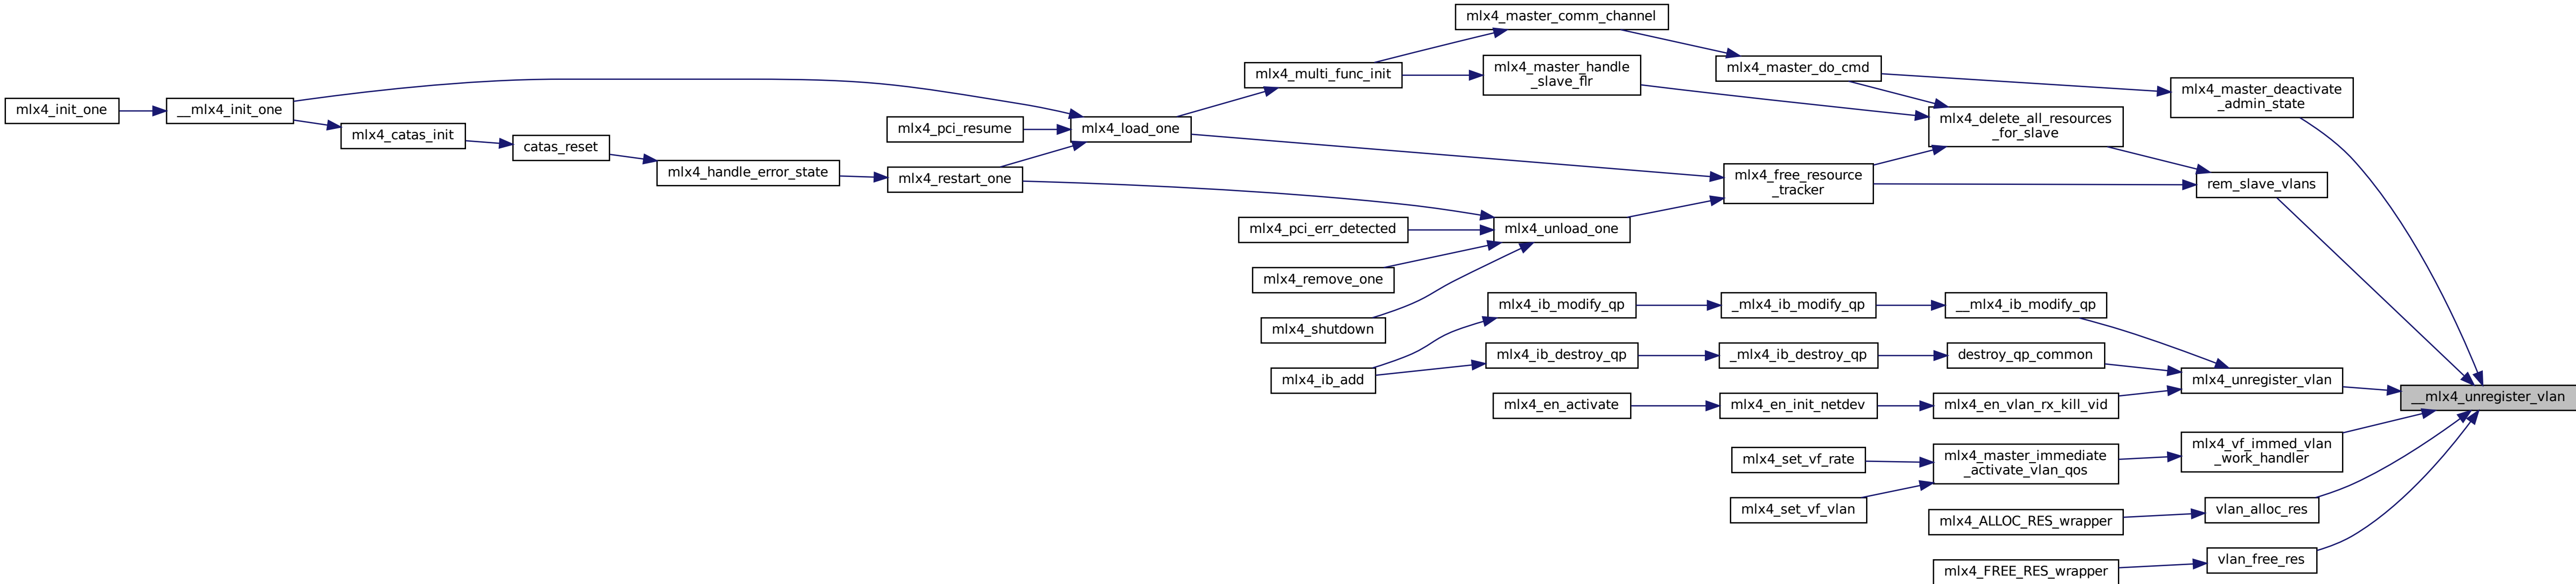 mlx4_master_comm_channel
mlx4_multi_func_init
mlx4_master_handle
_slave_flr
mlx4_master_do_cmd
mlx4_master_deactivate
_admin_state
mlx4_init_one
__mlx4_init_one
mlx4_catas_init
catas_reset
mlx4_handle_error_state
mlx4_pci_resume
mlx4_load_one
mlx4_restart_one
mlx4_delete_all_resources
_for_slave
mlx4_free_resource
_tracker
rem_slave_vlans
mlx4_pci_err_detected
mlx4_unload_one
mlx4_remove_one
mlx4_shutdown
mlx4_ib_modify_qp
_mlx4_ib_modify_qp
__mlx4_ib_modify_qp
mlx4_ib_add
mlx4_ib_destroy_qp
_mlx4_ib_destroy_qp
destroy_qp_common
mlx4_unregister_vlan
__mlx4_unregister_vlan
mlx4_en_activate
mlx4_en_init_netdev
mlx4_en_vlan_rx_kill_vid
mlx4_set_vf_rate
mlx4_master_immediate
_activate_vlan_qos
mlx4_vf_immed_vlan
_work_handler
mlx4_set_vf_vlan
mlx4_ALLOC_RES_wrapper
vlan_alloc_res
mlx4_FREE_RES_wrapper
vlan_free_res